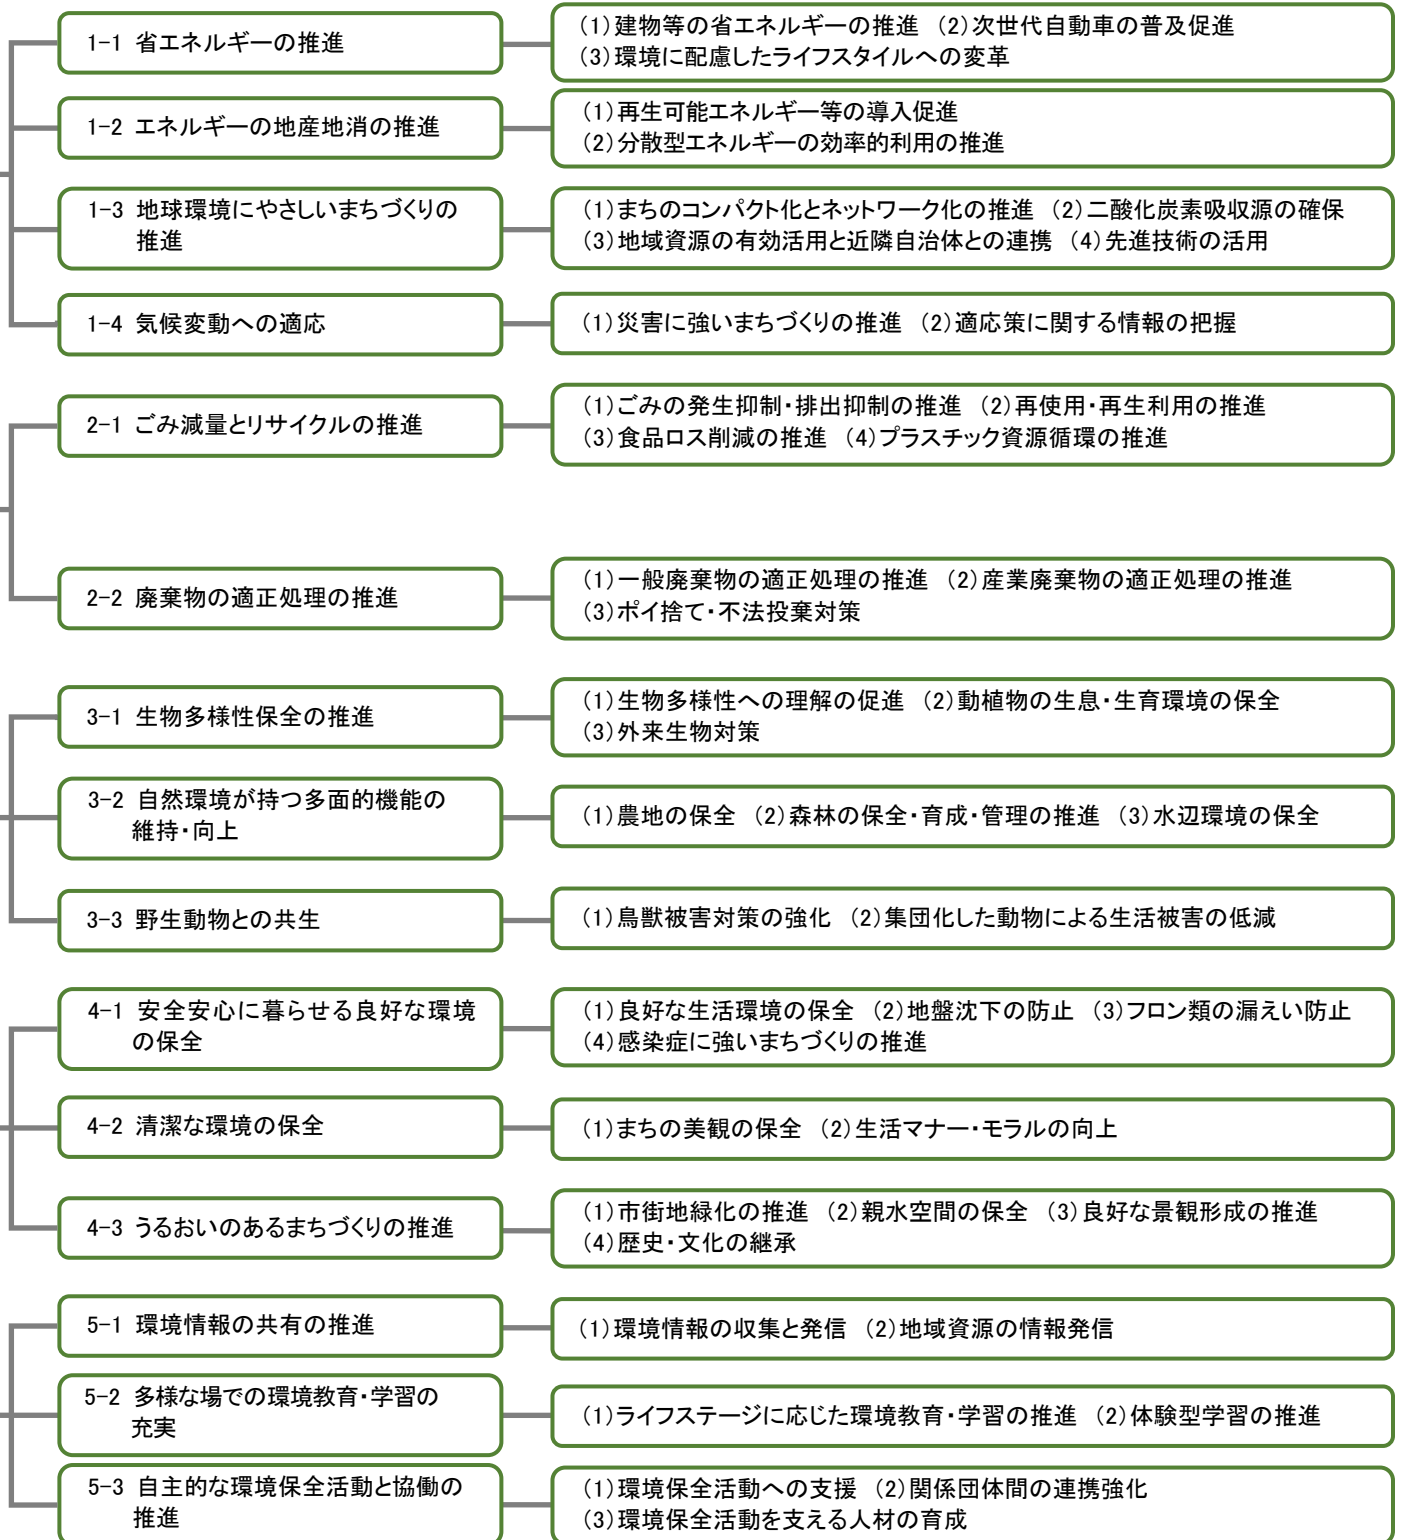 1-1 省エネルギーの推進
(1)建物等の省エネルギーの推進 (2)次世代自動車の普及促進
(3)環境に配慮したライフスタイルへの変革
1-2 エネルギーの地産地消の推進
(1)再生可能エネルギー等の導入促進
(2)分散型エネルギーの効率的利用の推進
1-3 地球環境にやさしいまちづくりの
推進
(1)まちのコンパクト化とネットワーク化の推進 (2)二酸化炭素吸収源の確保
(3)地域資源の有効活用と近隣自治体との連携 (4)先進技術の活用
1-4 気候変動への適応
(1)災害に強いまちづくりの推進 (2)適応策に関する情報の把握
2-1 ごみ減量とリサイクルの推進
(1)ごみの発生抑制・排出抑制の推進 (2)再使用・再生利用の推進
(3)食品ロス削減の推進 (4)プラスチック資源循環の推進
2-2 廃棄物の適正処理の推進
(1)一般廃棄物の適正処理の推進 (2)産業廃棄物の適正処理の推進
(3)ポイ捨て・不法投棄対策
3-1 生物多様性保全の推進
(1)生物多様性への理解の促進 (2)動植物の生息・生育環境の保全
(3)外来生物対策
3-2 自然環境が持つ多面的機能の
維持・向上
(1)農地の保全 (2)森林の保全・育成・管理の推進 (3)水辺環境の保全
3-3 野生動物との共生
(1)鳥獣被害対策の強化 (2)集団化した動物による生活被害の低減
4-1 安全安心に暮らせる良好な環境
の保全
(1)良好な生活環境の保全 (2)地盤沈下の防止 (3)フロン類の漏えい防止
(4)感染症に強いまちづくりの推進
4-2 清潔な環境の保全
(1)まちの美観の保全 (2)生活マナー・モラルの向上
4-3 うるおいのあるまちづくりの推進
(1)市街地緑化の推進 (2)親水空間の保全 (3)良好な景観形成の推進
(4)歴史・文化の継承
5-1 環境情報の共有の推進
(1)環境情報の収集と発信 (2)地域資源の情報発信
5-2 多様な場での環境教育・学習の
充実
(1)ライフステージに応じた環境教育・学習の推進 (2)体験型学習の推進
5-3 自主的な環境保全活動と協働の
推進
(1)環境保全活動への支援 (2)関係団体間の連携強化
(3)環境保全活動を支える人材の育成